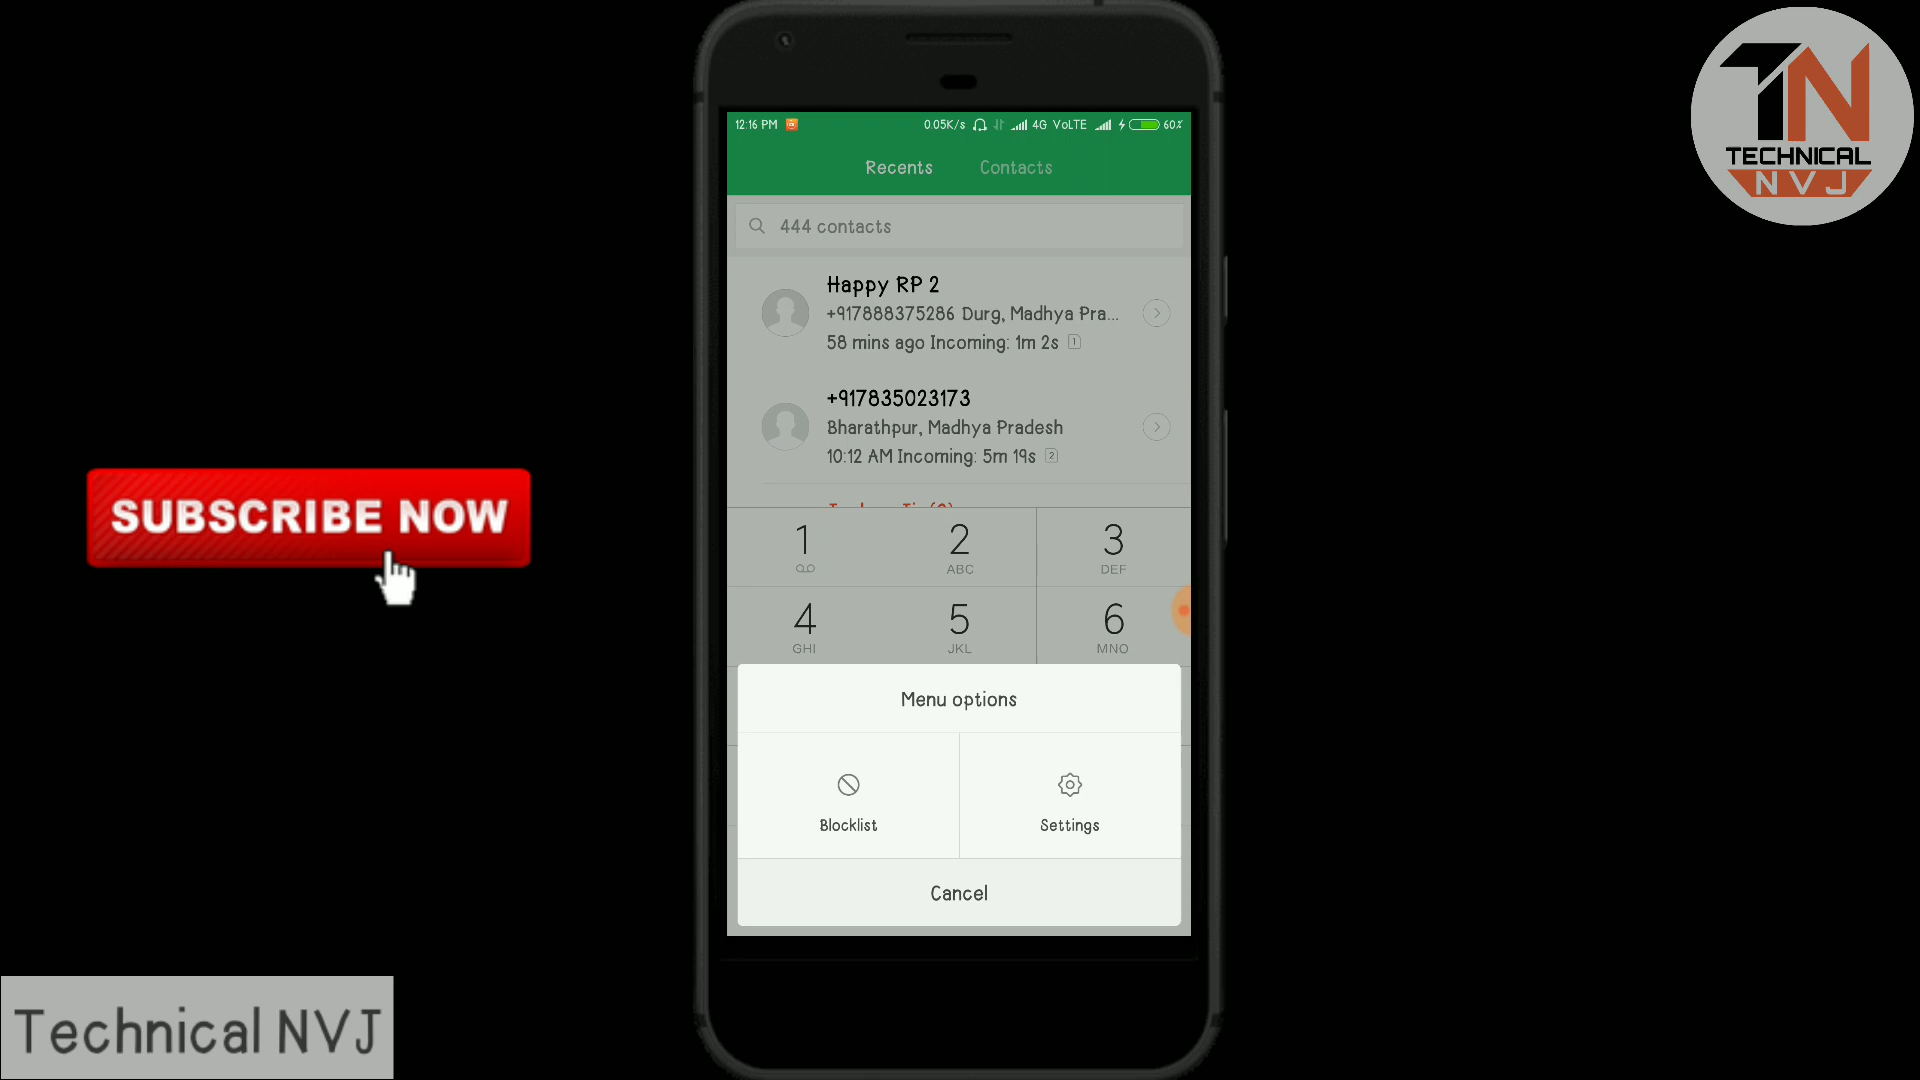 12:16 PM 0.05K/s 4G VoLTE 60%
Recents Contacts
444 contacts
Happy RP 2
+917888375286 Durg, Madhya Pra...
58 mins ago Incoming: 1m 2s 1
+917835023173
Bharathpur, Madhya Pradesh
10:12 AM Incoming: 5m 19s 2
1 2 3
ABC DEF
4 5 6
GHI JKL MNO
Menu options
Blocklist Settings
Cancel
SUBSCRIBE NOW
Technical NVJ
TN
TECHNICAL
NVJ